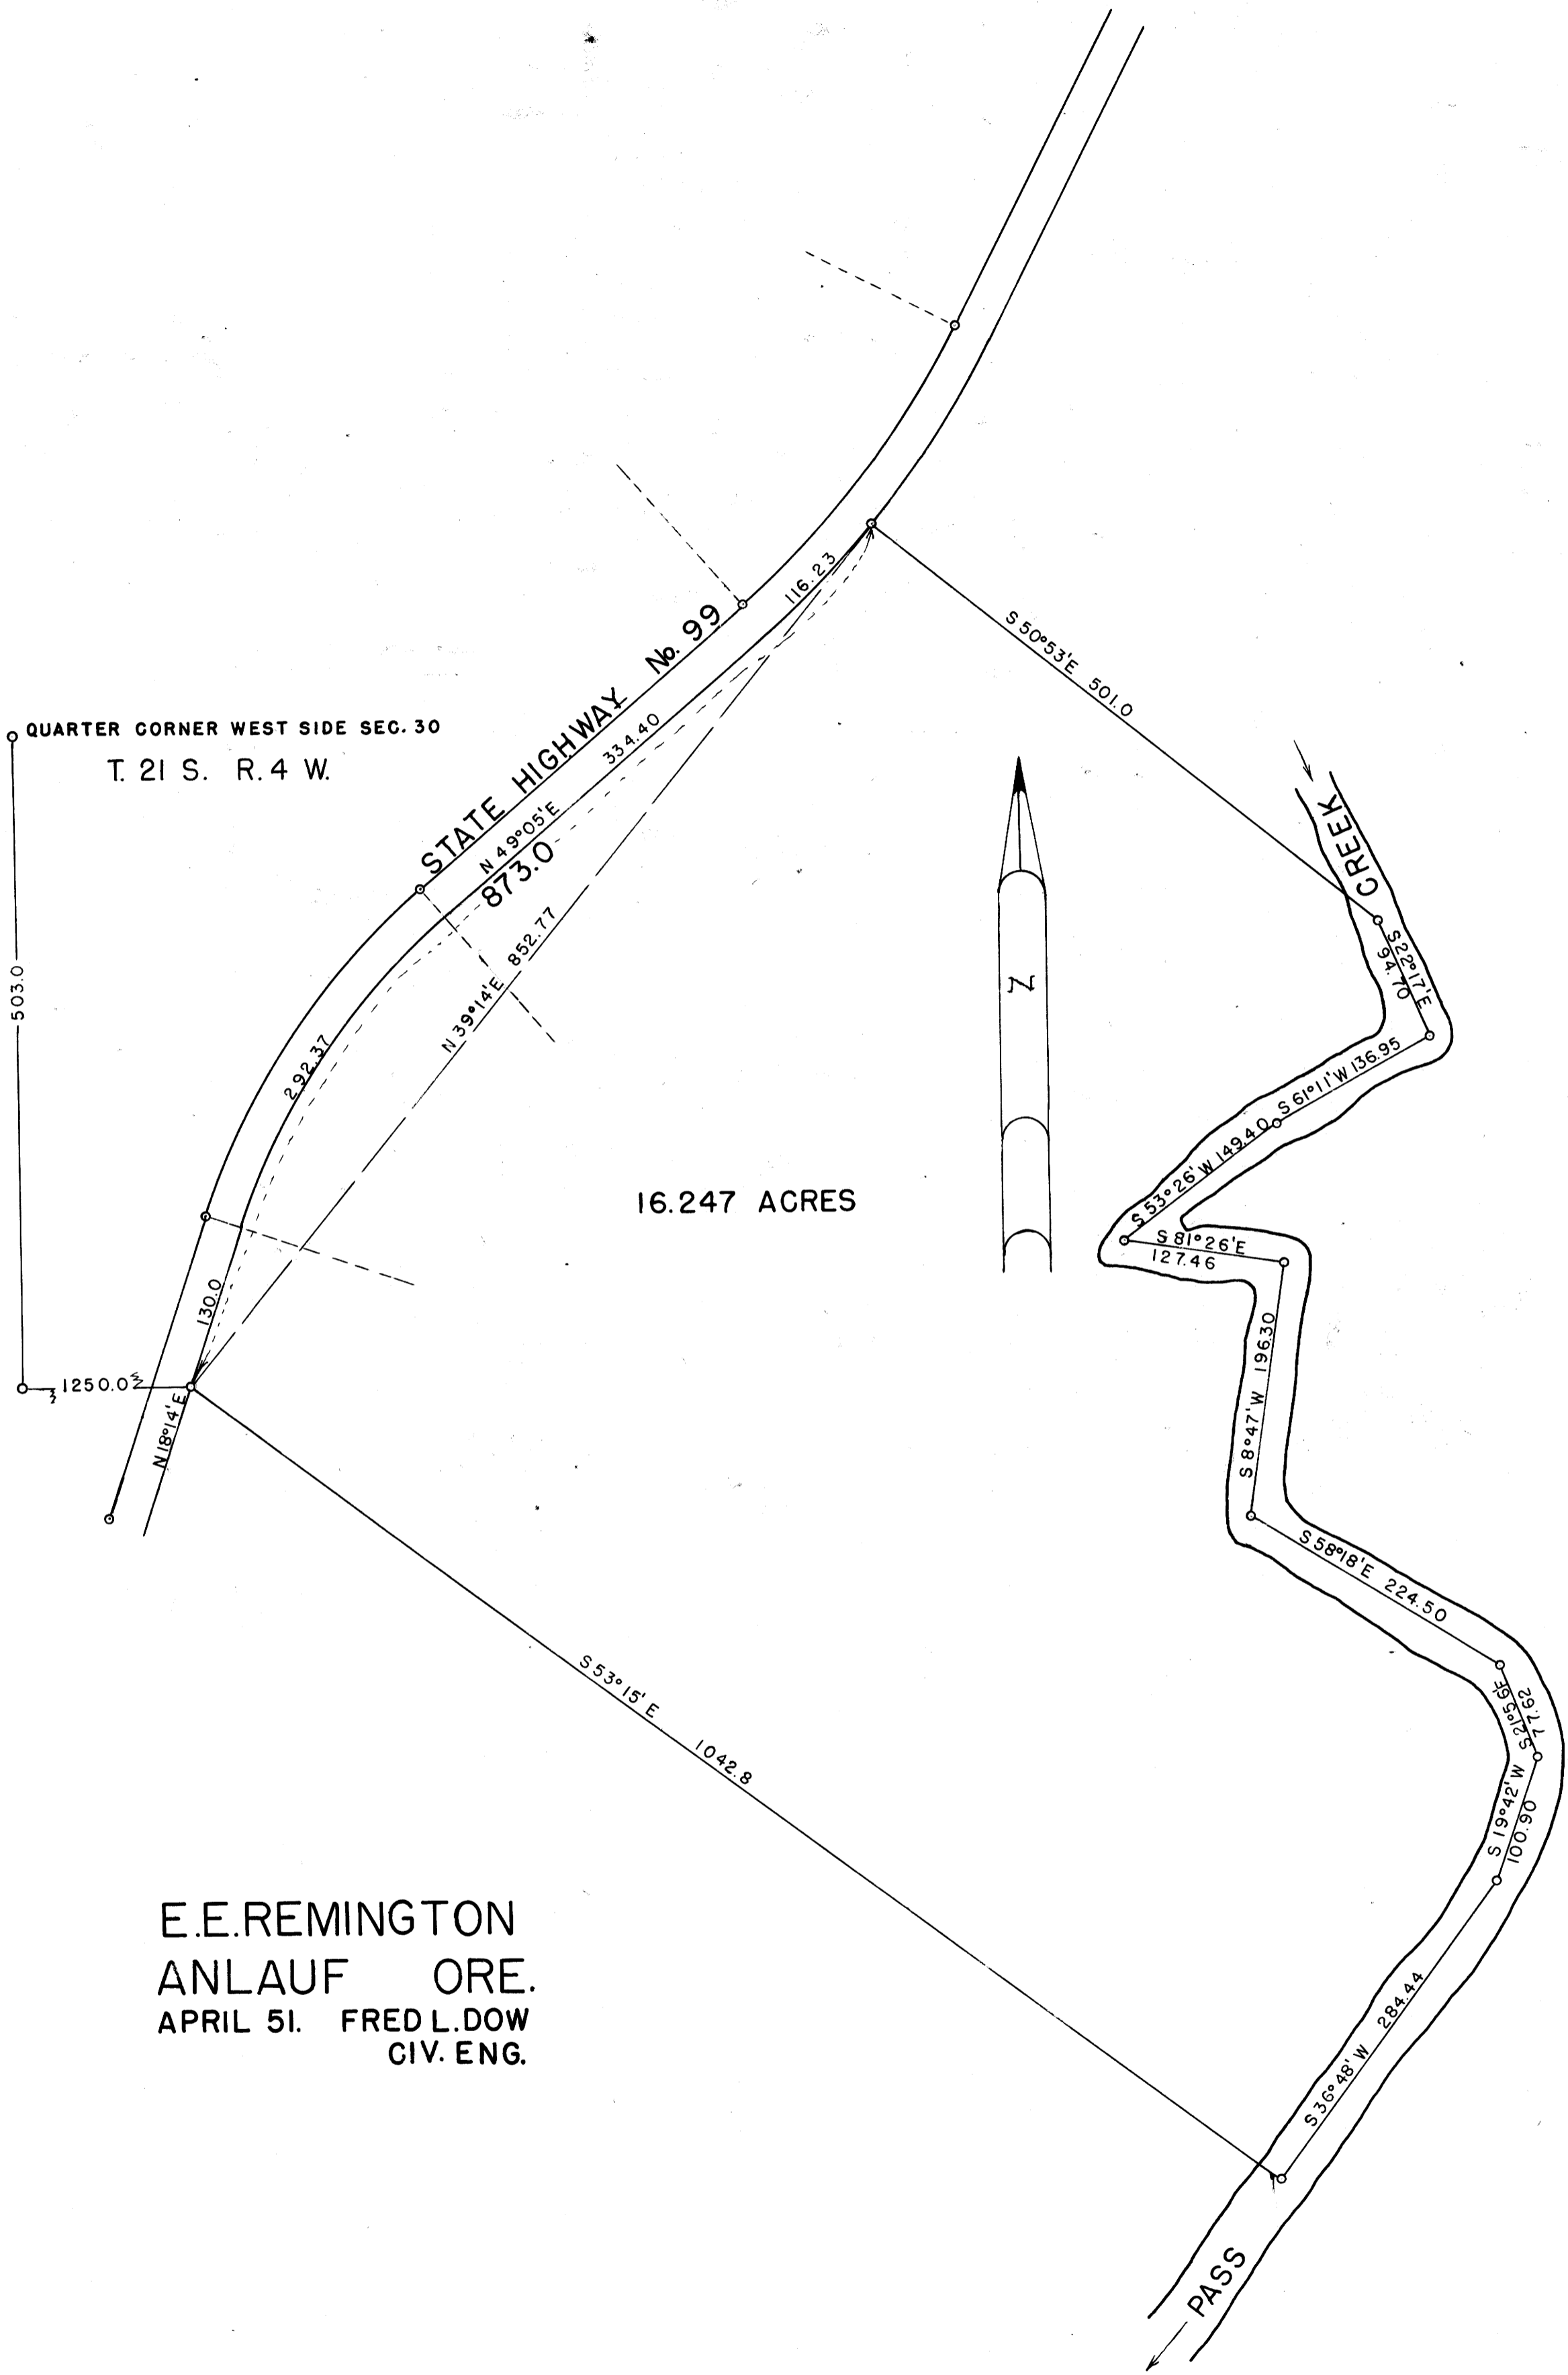 116.23
STATE HIGHWAY No. 99
S 50°53'E 501.0
QUARTER CORNER WEST SIDE SEC. 30
T. 21 S. R. 4 W.
334.40
N 49°05'E
873.0
CREEK
N 39°14'E 852.77
S 22°17'E
94.70
503.0
Z
292.37
S 61°11'W 136.95
S 53°26'W 149.40
16.247 ACRES
S 81°26'E
127.46
130.0
1250.0
S 8°47'W 196.30
N 18°14'E
S 58°18'E 224.50
S 53°15'E 1042.8
S 21°56'E
77.62
S 19°42'W
100.90
E.E. REMINGTON
ANLAUF ORE.
APRIL 51. FRED L. DOW
CIV. ENG.
S 36°48'W 284.44
PASS